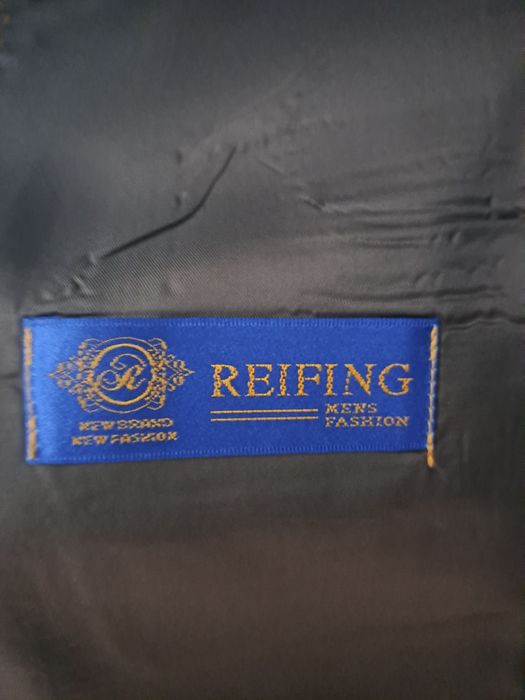 R
NEW BRAND
NEW FASHION
REIFING
MENS
FASHION